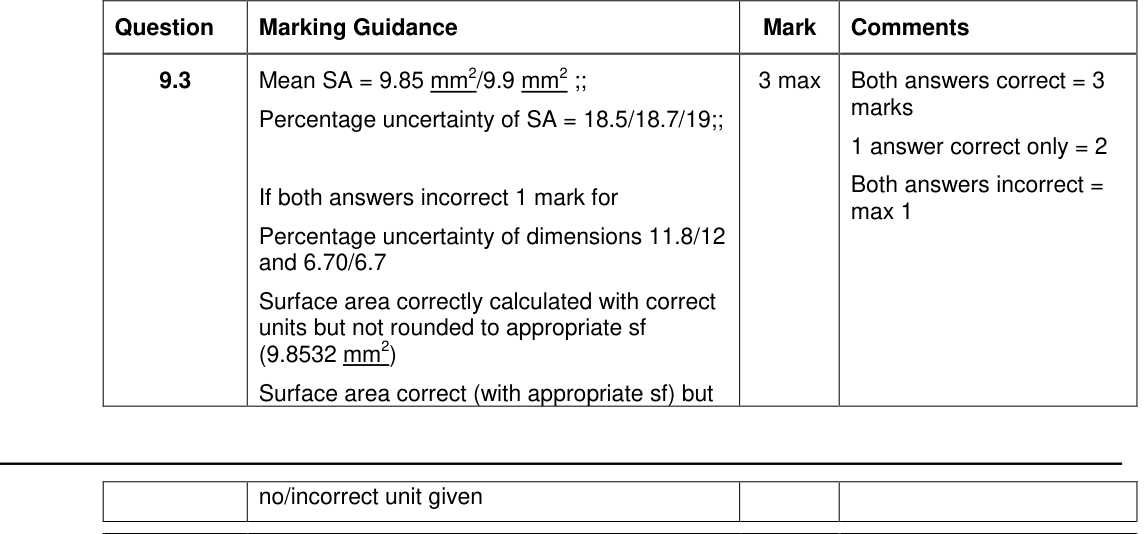 Question Marking Guidance Mark Comments
9.3 Mean SA = 9.85 mm²/9.9 mm² ;; 3 max Both answers correct = 3
marks
Percentage uncertainty of SA = 18.5/18.7/19;;
1 answer correct only = 2
If both answers incorrect 1 mark for
Both answers incorrect =
max 1
Percentage uncertainty of dimensions 11.8/12
and 6.70/6.7
Surface area correctly calculated with correct
units but not rounded to appropriate sf
(9.8532 mm²)
Surface area correct (with appropriate sf) but
no/incorrect unit given